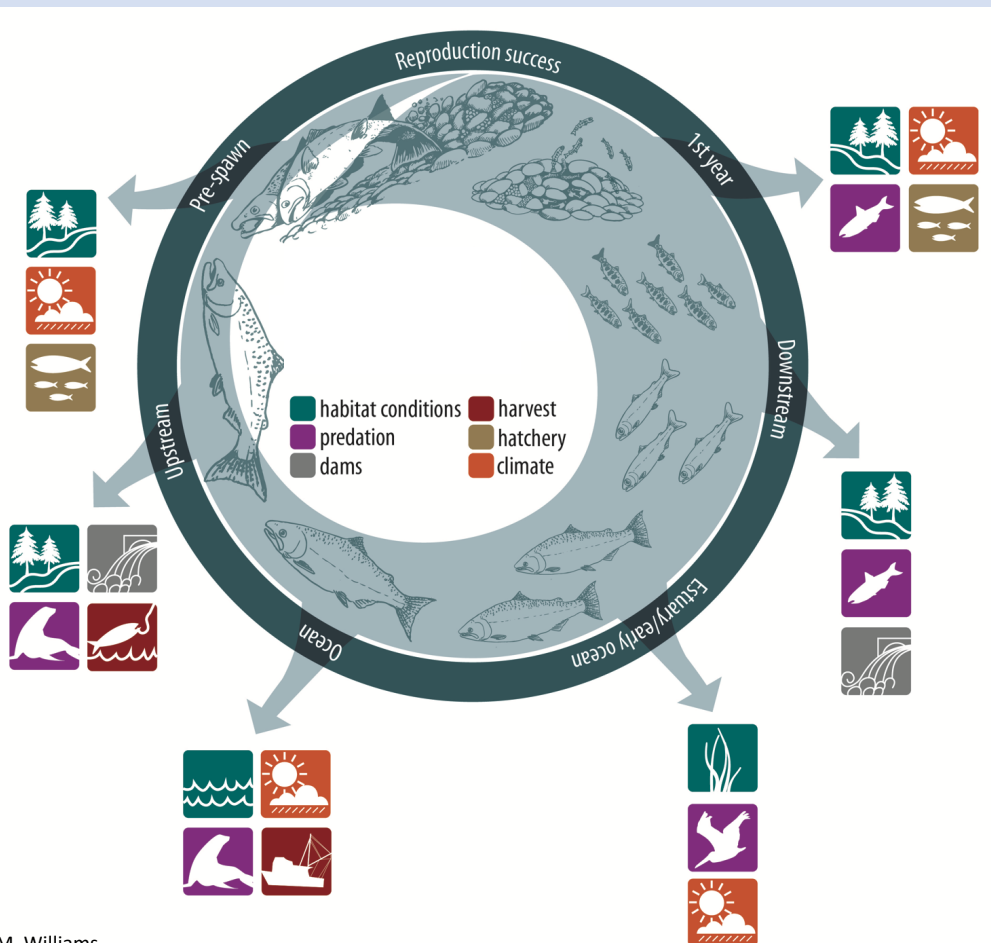 Reproduction success
Pre-spawn
1st year
Downstream
Upstream
habitat conditions
harvest
predation
hatchery
dams
climate
Estuary/early ocean
Ocean
M. Williams